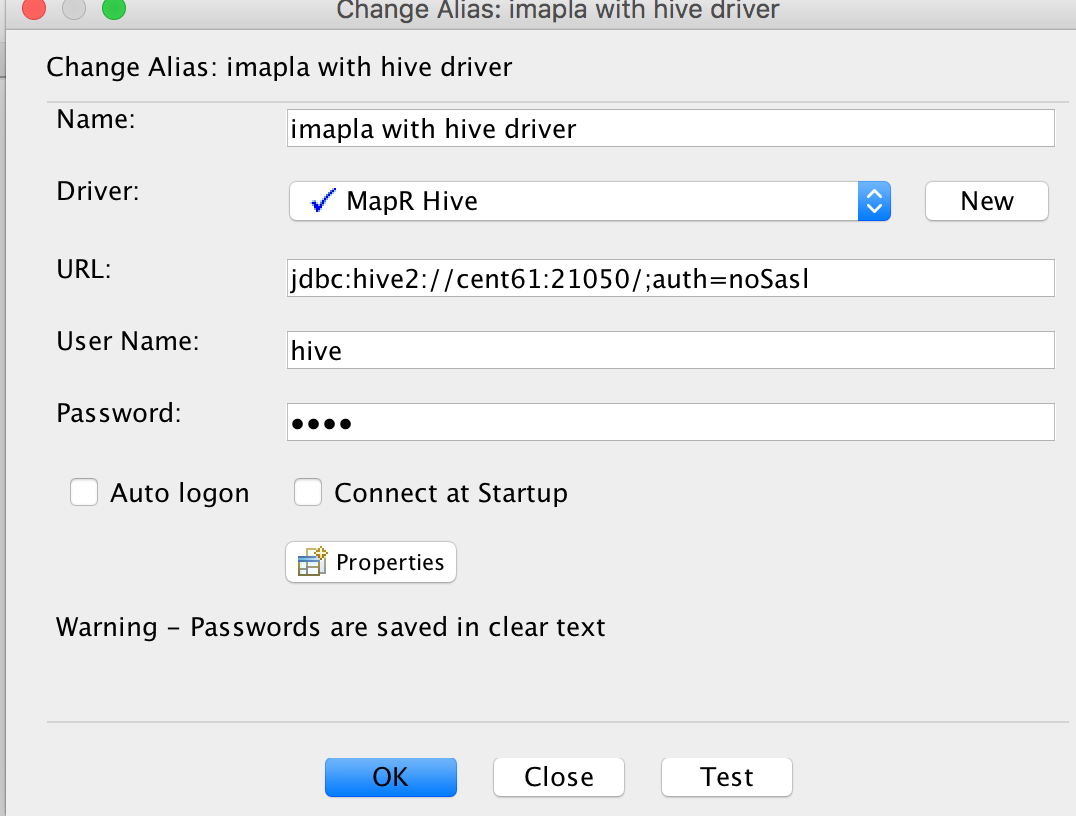 Change Alias: imapla with hive driver
Change Alias: imapla with hive driver
Name: imapla with hive driver
Driver: MapR Hive New
URL: jdbc:hive2://cent61:21050/;auth=noSasl
User Name: hive
Password: ••••
Auto logon Connect at Startup
Properties
Warning – Passwords are saved in clear text
OK Close Test